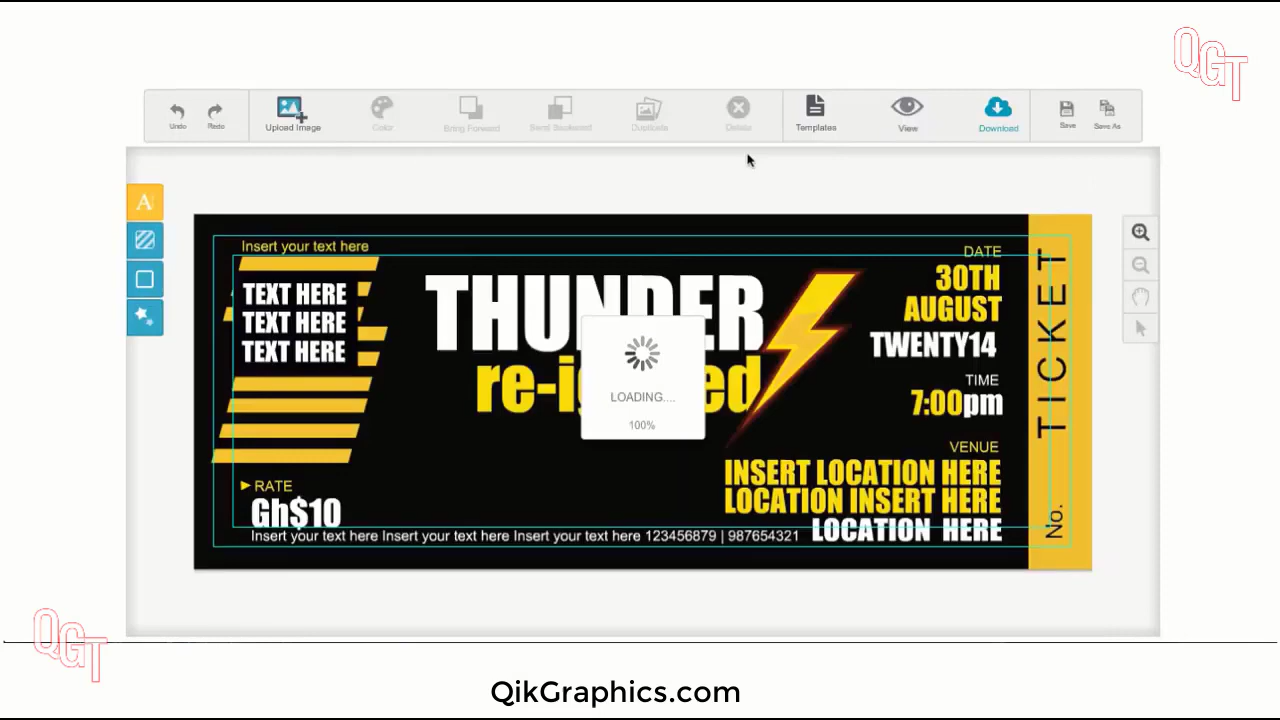 QGT
Undo
Redo
Upload Image
Color
Bring Forward
Send Backward
Duplicate
Delete
Templates
View
Download
Save
Save As
A
Insert your text here
TEXT HERE
TEXT HERE
TEXT HERE
THUNDER
LOADING....
100%
DATE
30TH
AUGUST
TWENTY14
TIME
7:00pm
VENUE
INSERT LOCATION HERE
LOCATION INSERT HERE
LOCATION HERE
RATE
Gh$10
Insert your text here Insert your text here Insert your text here 123456879 | 987654321
TICKET
No.
QGT
QikGraphics.com